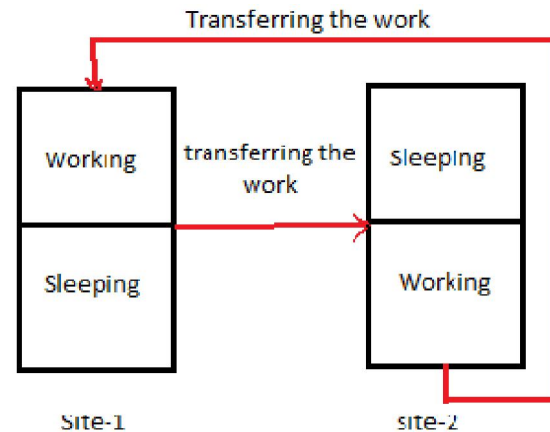 Transferring the work
Working
transferring the
work
Sleeping
Sleeping
Working
Site-1
site-2